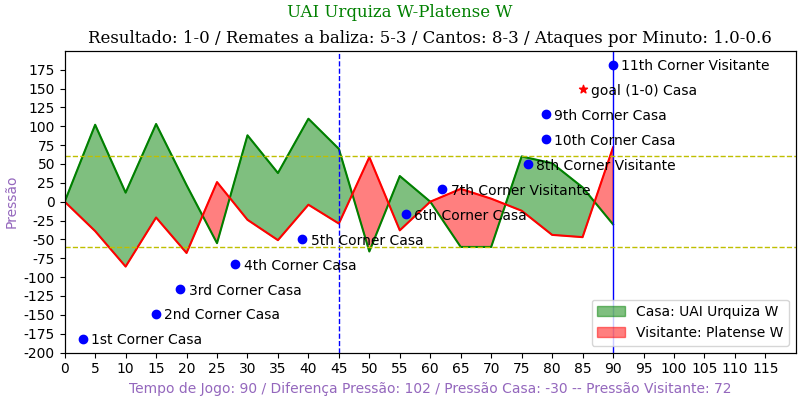 UAI Urquiza W-Platense W
Resultado: 1-0 / Remates a baliza: 5-3 / Cantos: 8-3 / Ataques por Minuto: 1.0-0.6
175
150
125
100
75
50
25
0
-25
-50
-75
-100
-125
-150
-175
-200
Pressão
11th Corner Visitante
goal (1-0) Casa
9th Corner Casa
10th Corner Casa
8th Corner Visitante
7th Corner Visitante
6th Corner Casa
5th Corner Casa
4th Corner Casa
3rd Corner Casa
2nd Corner Casa
1st Corner Casa
Casa: UAI Urquiza W
Visitante: Platense W
0 5 10 15 20 25 30 35 40 45 50 55 60 65 70 75 80 85 90 95 100 105 110 115
Tempo de Jogo: 90 / Diferença Pressão: 102 / Pressão Casa: -30 -- Pressão Visitante: 72